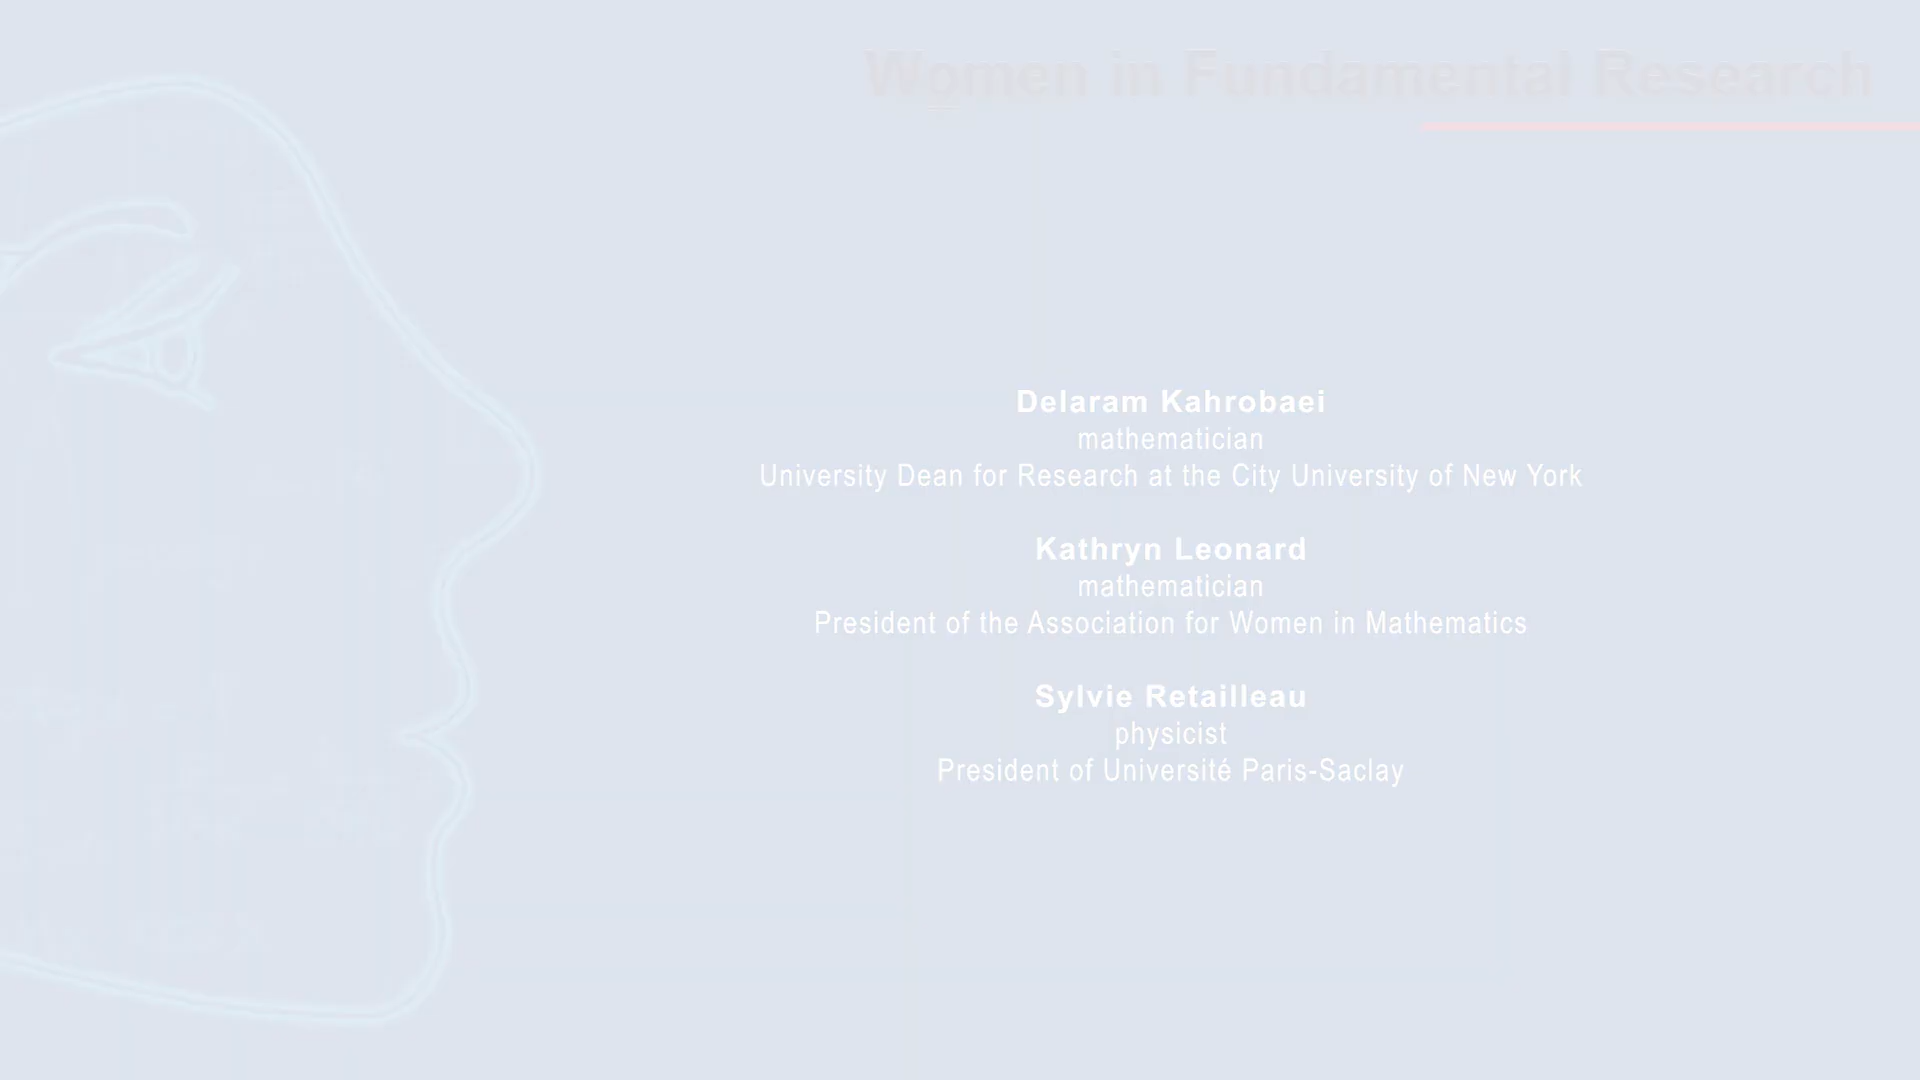 Women in Fundamental Research
Delaram Kahrobaei
mathematician
University Dean for Research at the City University of New York
Kathryn Leonard
mathematician
President of the Association for Women in Mathematics
Sylvie Retailleau
physicist
President of Université Paris-Saclay